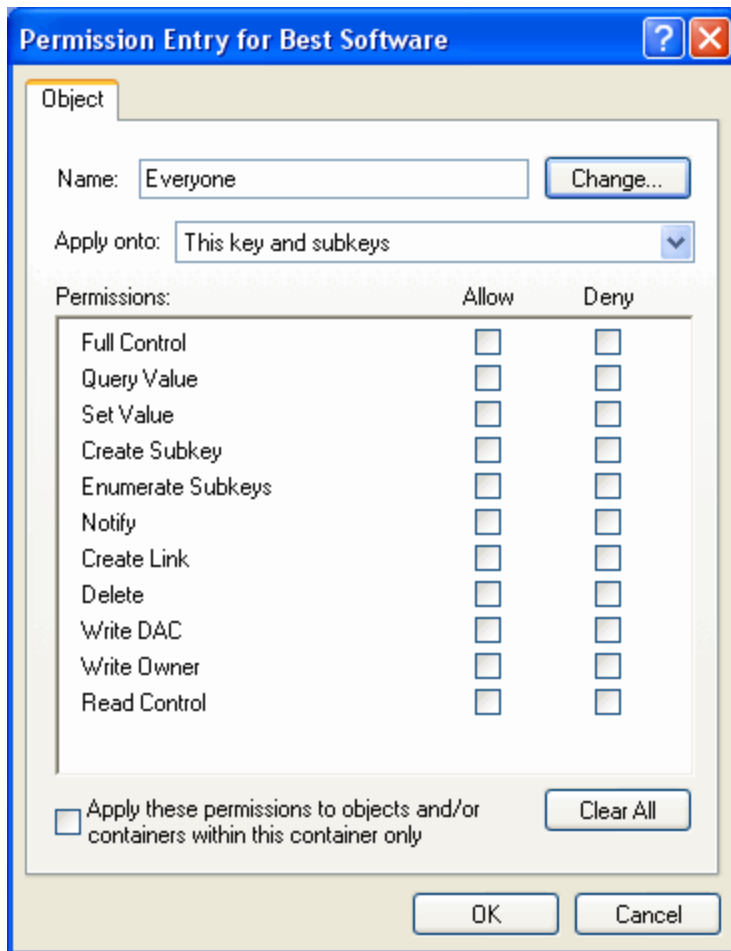 Permission Entry for Best Software
Object
Name: Everyone Change...
Apply onto: This key and subkeys
Permissions: Allow Deny
Full Control
Query Value
Set Value
Create Subkey
Enumerate Subkeys
Notify
Create Link
Delete
Write DAC
Write Owner
Read Control
Apply these permissions to objects and/or
containers within this container only
Clear All
OK Cancel